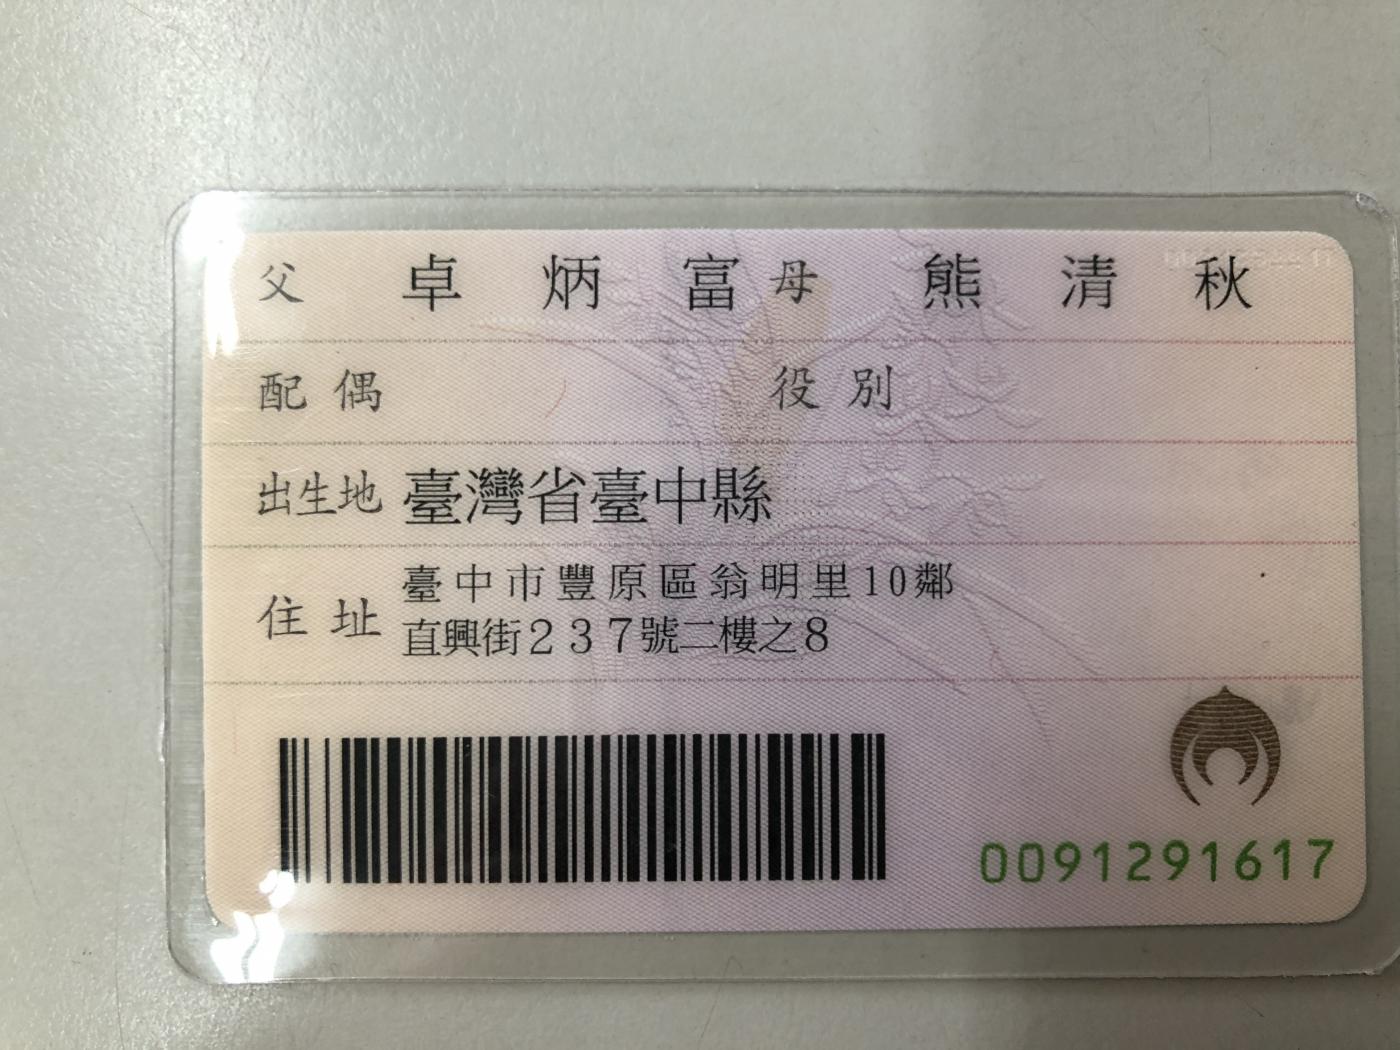 父 卓炳富 母 熊清秋
配偶 役別
出生地 臺灣省臺中縣
住址 臺中市豐原區翁明里10鄰
直興街237號二樓之8
0091291617